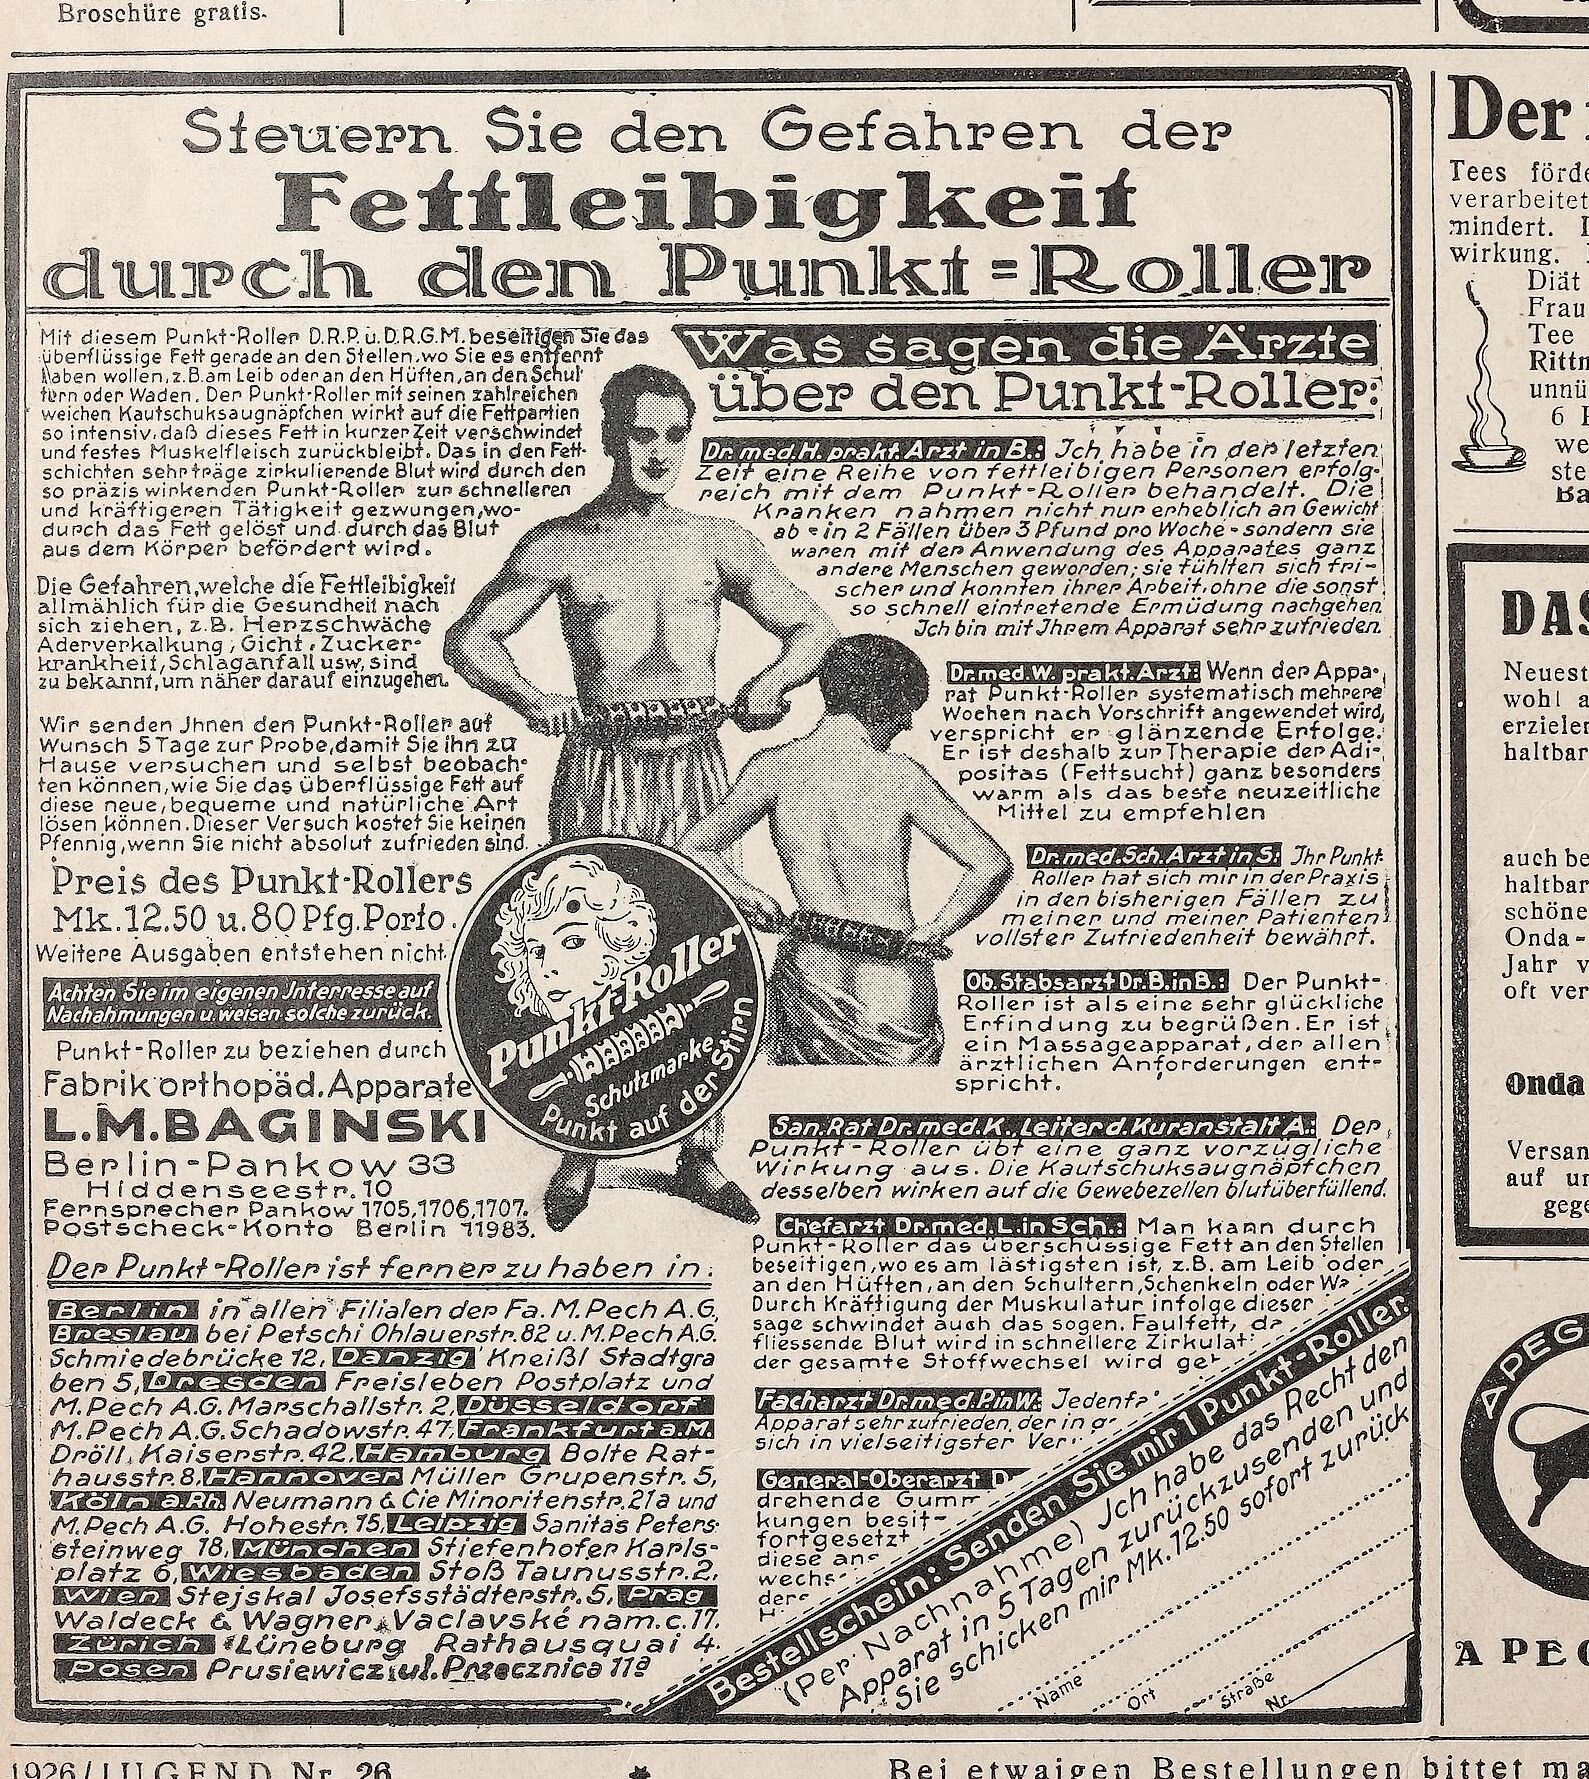 Broschüre gratis.
Steuern Sie den Gefahren der
Fettleibigkeit
durch den Punkt=Roller
Mit diesem Punkt-Roller D.R.P. u. D.R.G.M. beseitigen Sie das
überflüssige Fett gerade an den Stellen, wo Sie es entfernt
haben wollen, z.B. am Leib oder an den Hüften, an den Schul
tern oder Waden. Der Punkt-Roller mit seinen zahlreichen
weichen Kautschuksaugnäpfchen wirkt auf die Fettpartien
so intensiv, daß dieses Fett in kurzer Zeit verschwindet
und festes Muskelfleisch zurückbleibt. Das in den Fett-
schichten sehr träge zirkulierende Blut wird durch den
so präzis wirkenden Punkt-Roller zur schnelleren
und kräftigeren Tätigkeit gezwungen, wo-
durch das Fett gelöst und durch das Blut
aus dem Körper befördert wird.
Die Gefahren, welche die Fettleibigkeit
allmählich für die Gesundheit nach
sich ziehen, z.B. Herzschwäche
Aderverkalkung, Gicht, Zucker-
krankheit, Schlaganfall usw, sind
zu bekannt, um näher darauf einzugehen.
Wir senden Jhnen den Punkt-Roller auf
Wunsch 5 Tage zur Probe, damit Sie ihn zu
Hause versuchen und selbst beobach-
ten können, wie Sie das überflüssige Fett auf
diese neue, bequeme und natürliche Art
lösen können. Dieser Versuch kostet Sie keinen
Pfennig, wenn Sie nicht absolut zufrieden sind.
Preis des Punkt-Rollers
Mk. 12.50 u. 80 Pfg. Porto.
Weitere Ausgaben entstehen nicht.
Achten Sie im eigenen Jnterresse auf
Nachahmungen u. weisen solche zurück.
Punkt-Roller zu beziehen durch
Fabrik orthopäd. Apparate
L.M.BAGINSKI
Berlin-Pankow 33
Hiddenseestr. 10
Fernsprecher Pankow 1705, 1706, 1707.
Postscheck-Konto Berlin 11983.
Punkt-Roller
Schutzmarke
Punkt auf der Stirn
Der Punkt-Roller ist ferner zu haben in:
Berlin in allen Filialen der Fa. M. Pech A.G,
Breslau bei Petschi Ohlauerstr. 82 u. M. Pech A.G.
Schmiedebrücke 12, Danzig Kneißl Stadtgra
ben 5, Dresden Freisleben Postplatz und
M. Pech A.G. Marschallstr. 2, Düsseldorf
M. Pech A.G. Schadowstr. 47, Frankfurt a.M.
Dröll, Kaiserstr. 42, Hamburg Bolte Rat-
hausstr. 8, Hannover Müller Grupenstr. 5,
Köln a.Rh. Neumann & Cie Minoritenstr. 21a und
M. Pech A.G. Hohestr. 15, Leipzig Sanitas Peters-
steinweg 18, München Stiefenhofer Karls-
platz 6, Wiesbaden Stoß Taunusstr. 2,
Wien Stejskal Josefsstädterstr. 5, Prag
Waldeck & Wagner, Vaclavské nam. c. 17.
Zürich Lüneburg Rathausquai 4.
Posen Prusiewicz ul. Przecznica 11a
Was sagen die Ärzte
über den Punkt-Roller:
Dr. med. H. prakt. Arzt in B.: Jch habe in der letzten
Zeit eine Reihe von fettleibigen Personen erfolg-
reich mit dem Punkt-Roller behandelt. Die
Kranken nahmen nicht nur erheblich an Gewicht
ab - in 2 Fällen über 3 Pfund pro Woche - sondern sie
waren mit der Anwendung des Apparates ganz
andere Menschen geworden; sie fühlten sich fri-
scher und konnten ihrer Arbeit, ohne die sonst
so schnell eintretende Ermüdung nachgehen.
Jch bin mit Jhrem Apparat sehr zufrieden.
Dr. med. W. prakt. Arzt: Wenn der Appa-
rat Punkt-Roller systematisch mehrere
Wochen nach Vorschrift angewendet wird,
verspricht er glänzende Erfolge.
Er ist deshalb zur Therapie der Adi-
positas (Fettsucht) ganz besonders
warm als das beste neuzeitliche
Mittel zu empfehlen
Dr. med. Sch. Arzt in S: Jhr Punkt-
Roller hat sich mir in der Praxis
in den bisherigen Fällen zu
meiner und meiner Patienten
vollster Zufriedenheit bewährt.
Ob. Stabsarzt Dr. B. in B.: Der Punkt-
Roller ist als eine sehr glückliche
Erfindung zu begrüßen. Er ist
ein Massageapparat, der allen
ärztlichen Anforderungen ent-
spricht.
San. Rat Dr. med. K., Leiter d. Kuranstalt A.: Der
Punkt-Roller übt eine ganz vorzügliche
Wirkung aus. Die Kautschuksaugnäpfchen
desselben wirken auf die Gewebezellen blutüberfüllend.
Chefarzt Dr. med. L. in Sch.: Man kann durch
Punkt-Roller das überschüssige Fett an den Stellen
beseitigen, wo es am lästigsten ist, z.B. am Leib oder
an den Hüften, an den Schultern, Schenkeln oder
Durch Kräftigung der Muskulatur infolge dieser
sage schwindet auch das sogen. Faulfett,
fliessende Blut wird in schnellere Zirkulat
der gesamte Stoffwechsel wird
Facharzt Dr. med. P. in W. Jedenf
Apparat sehr zufrieden, der in
sich in vielseitigster Ver
General-Oberarzt D
drehende Gumm
kungen besit-
fortgesetzt
diese an
wechs
der
H
Bestellschein: Senden Sie mir 1 Punkt-Roller.
(Per Nachnahme) Jch habe das Recht den
Apparat in 5 Tagen zurückzusenden und
Sie schicken mir Mk. 12.50 sofort zurück
Name Ort Straße Nr.
Der
Tees förde
verarbeitet
mindert.
wirkung.
Diät
Frau
Tee
Rittn
unnü
6
we
ste
Ba
DAS
Neuest
wohl a
erzielen
haltbar
auch be
haltbar
schöne
Onda-
Jahr v
oft ver
Onda
Versan
auf un
gege
APEG
APEG
1926 / JUGEND Nr. 26
Bei etwaigen Bestellungen bittet ma